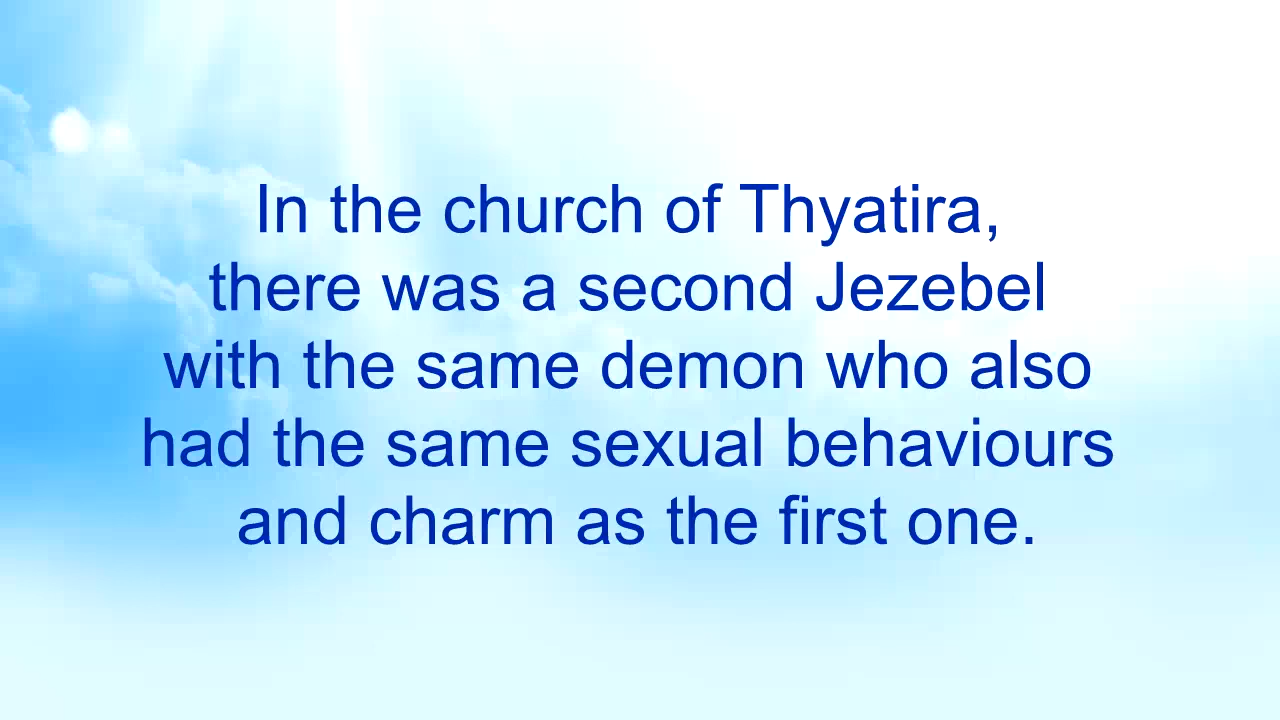 In the church of Thyatira,
there was a second Jezebel
with the same demon who also
had the same sexual behaviours
and charm as the first one.